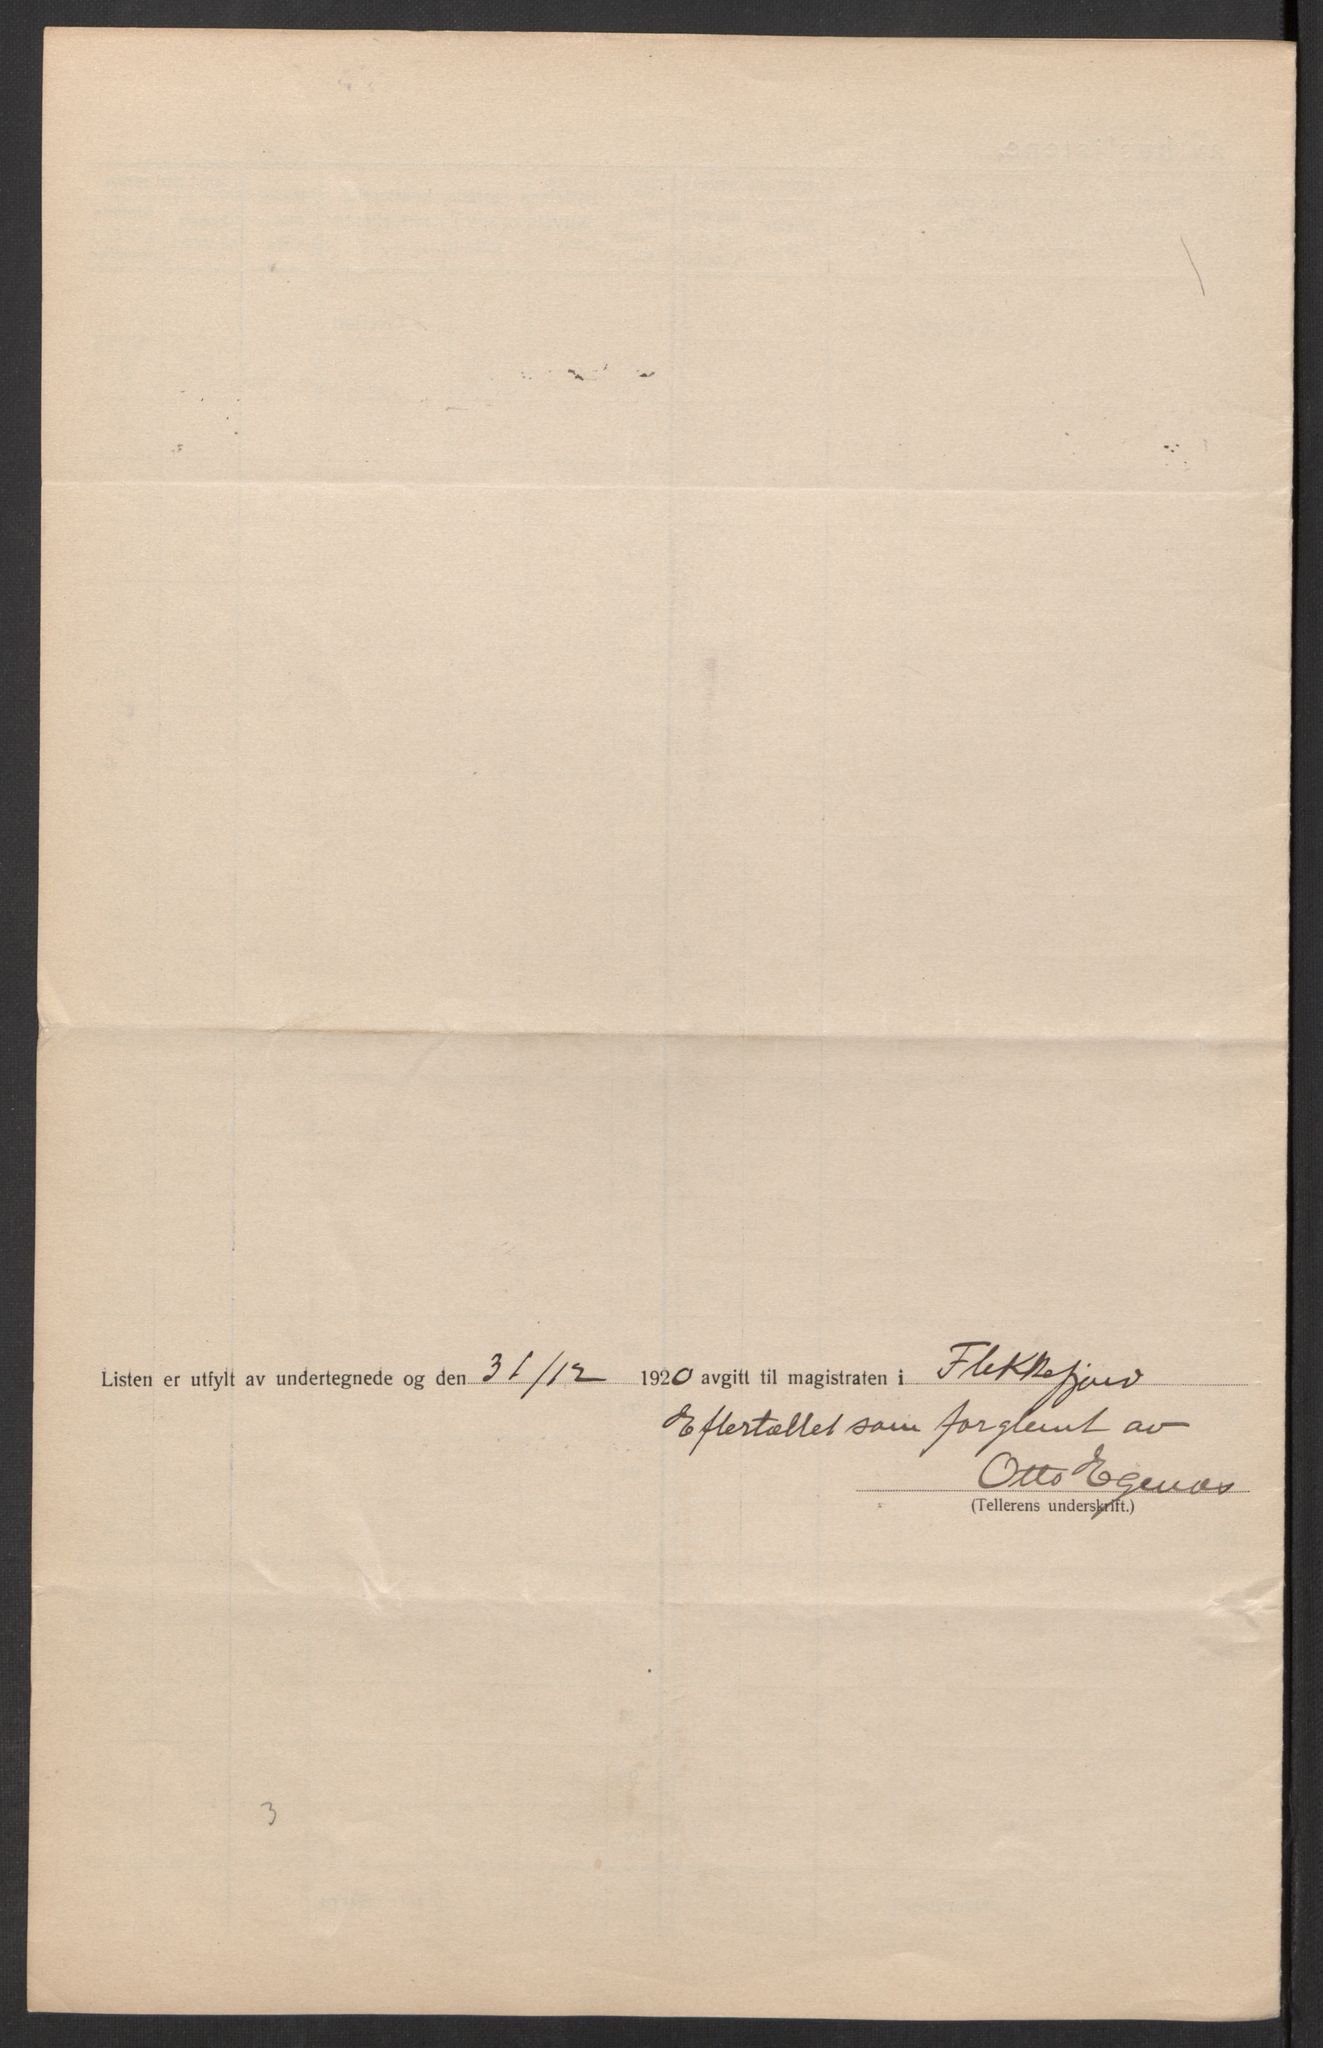 Listen er utfylt av undertegnede og den 31/12 1920 avgitt til magistraten i Flekkefjord
Eftertællet som forglemt av
Otto Egenæs
(Tellerens underskrift.)
3